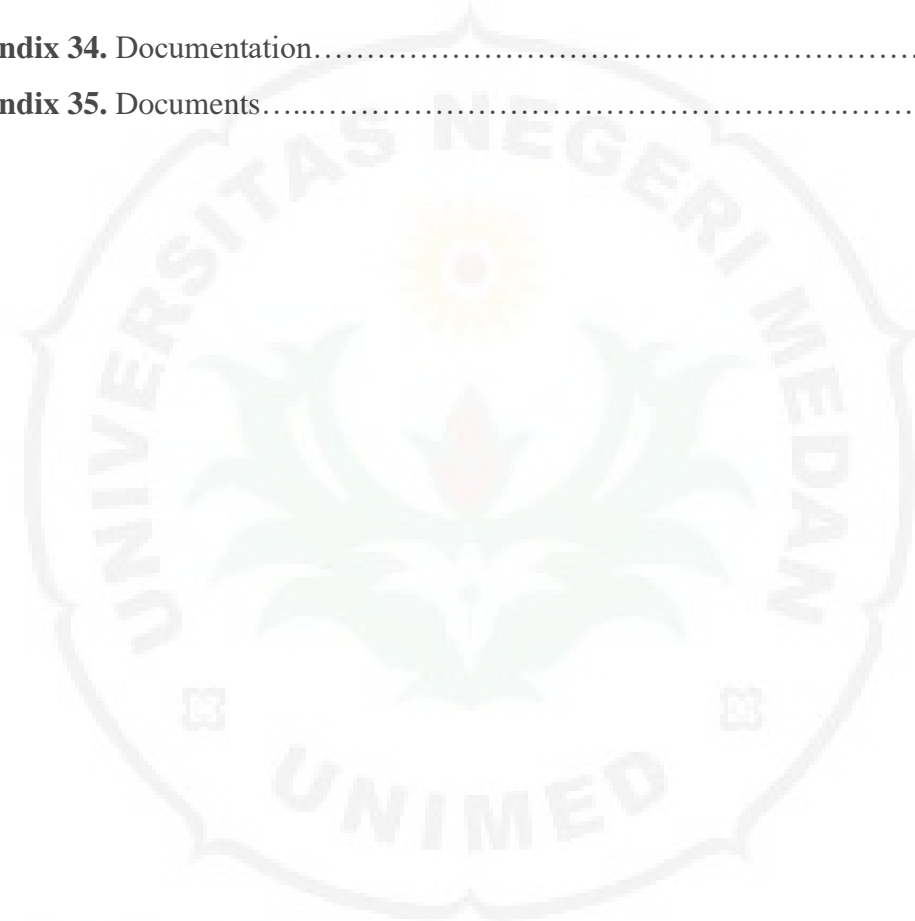 ndix 34. Documentation……………………………………………………
ndix 35. Documents…...……………………………………………………
UNIVERSITAS NEGERI MEDAN
UNIMED